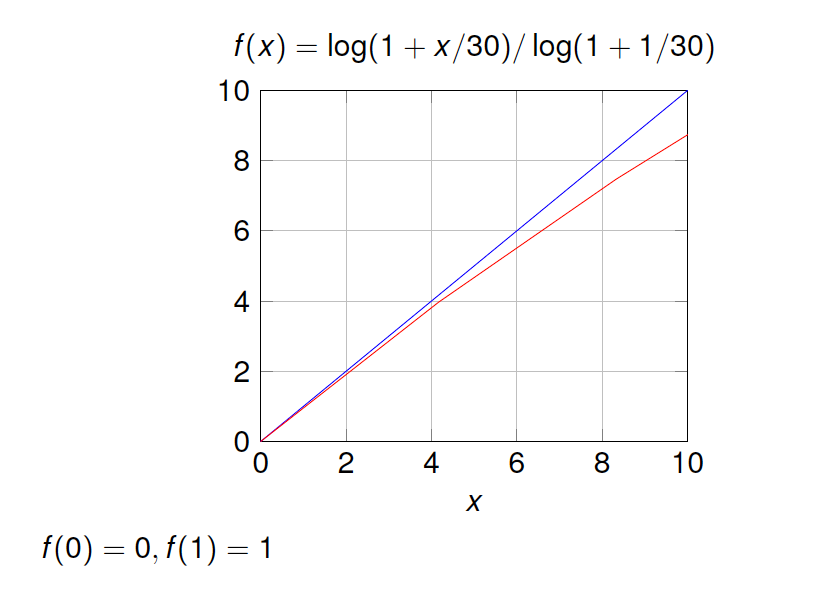 f(x) = log(1 + x/30)/ log(1 + 1/30)
10
8
6
4
2
0
0 2 4 6 8 10
x
f(0) = 0, f(1) = 1